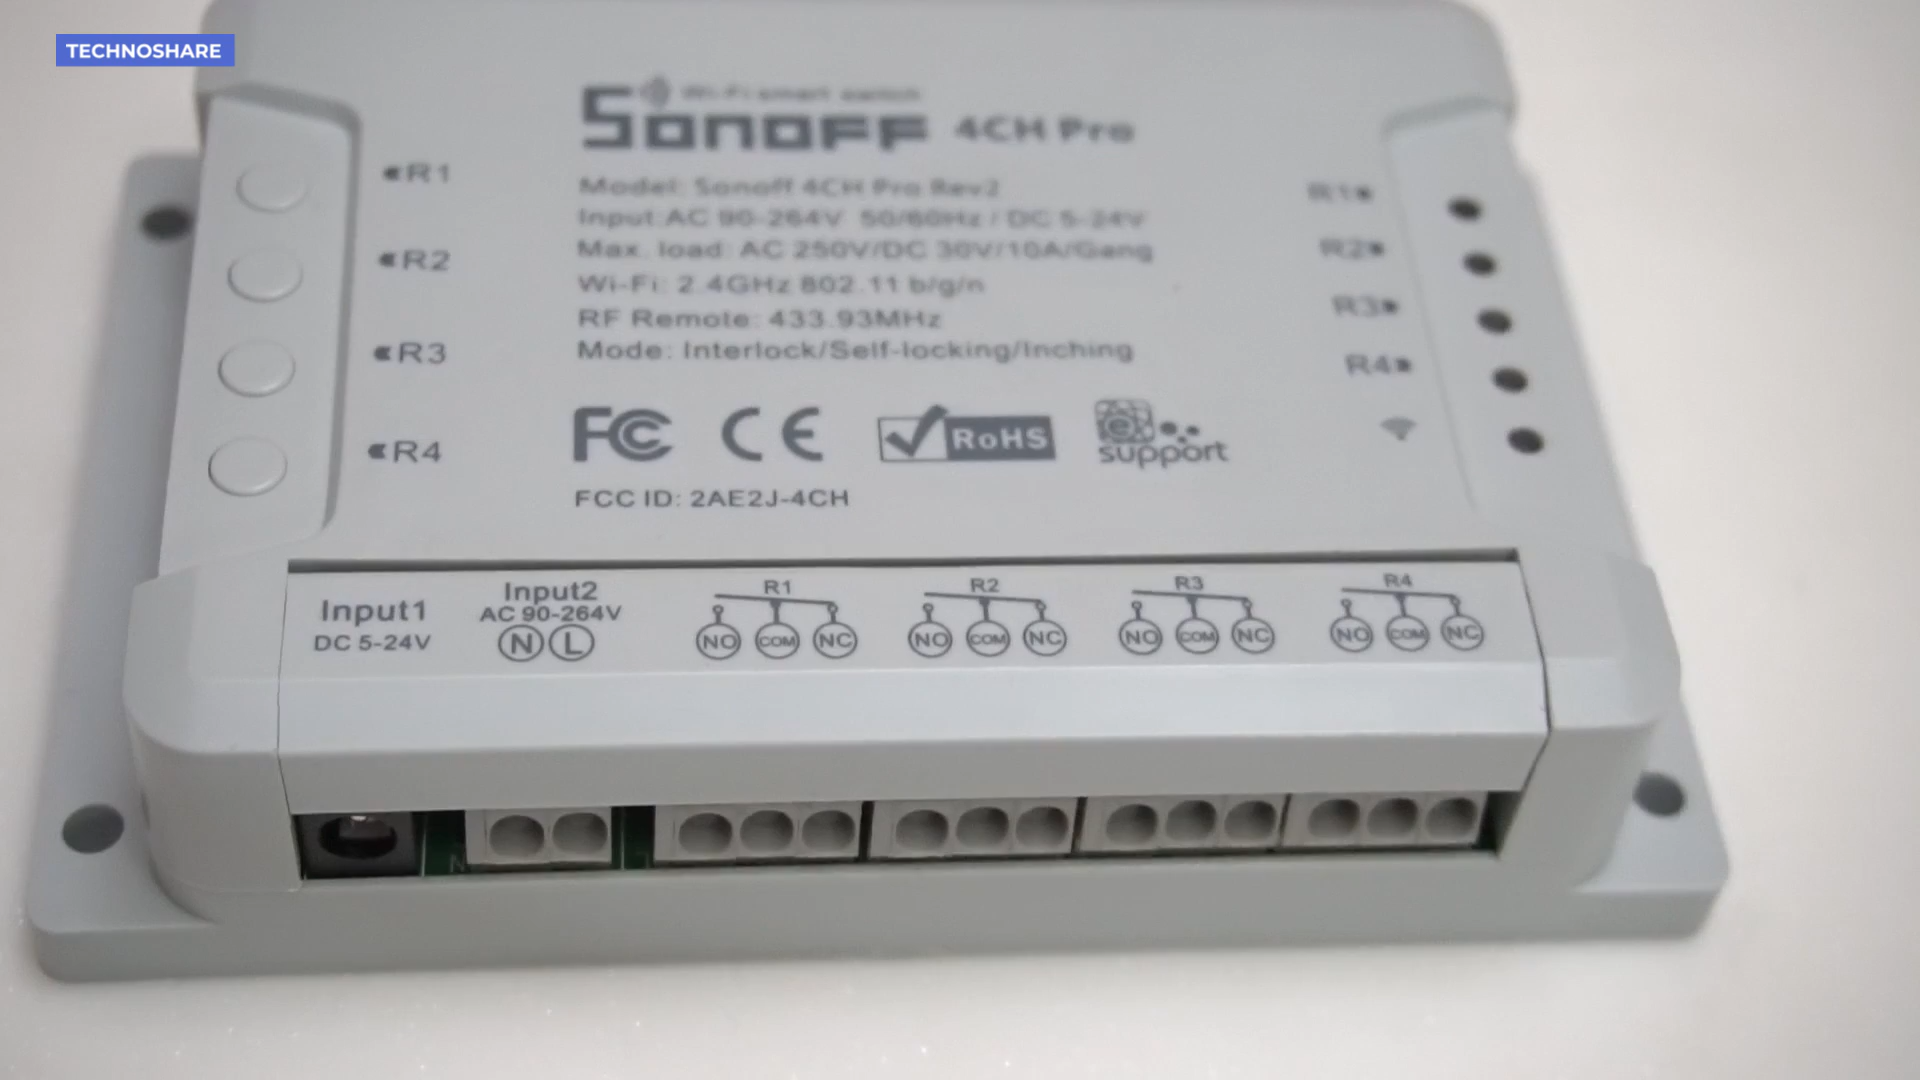 TECHNOSHARE
Wi-Fi smart switch
SONOFF 4CH Pro
Model: Sonoff 4CH Pro Rev2
Input:AC 90-264V 50/60Hz / DC 5-24V
Max. load: AC 250V/DC 30V/10A/Gang
Wi-Fi: 2.4GHz 802.11 b/g/n
RF Remote: 433.93MHz
Mode: Interlock/Self-locking/Inching
R1
R2
R3
R4
R1
R2
R3
R4
FC CE RoHS e support
FCC ID: 2AE2J-4CH
Input1
DC 5-24V
Input2
AC 90-264V
N L
R1
NO COM NC
R2
NO COM NC
R3
NO COM NC
R4
NO COM NC
N